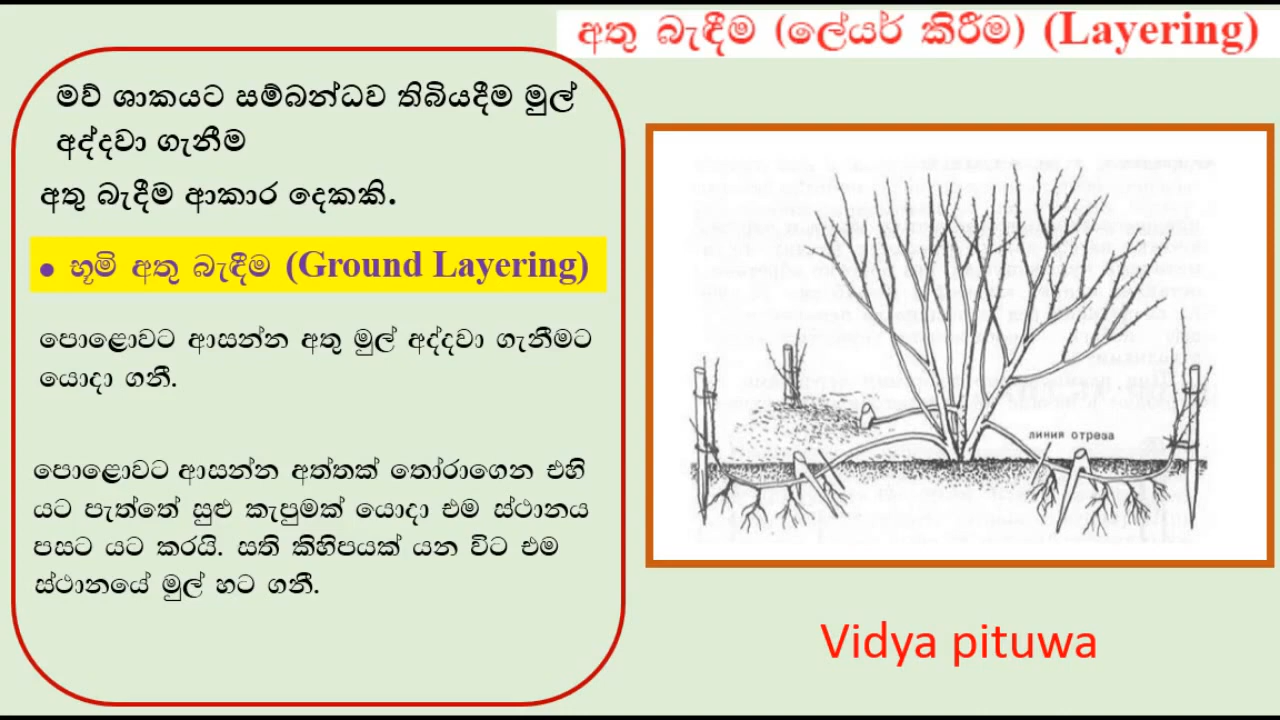 අතු බැඳීම (ලේයර් කිරීම) (Layering)
මව් ශාකයට සම්බන්ධව තිබියදීම මුල්
අද්දවා ගැනීම
අතු බැදීම ආකාර දෙකකි.
• භූමි අතු බැඳීම (Ground Layering)
පොළොවට ආසන්න අතු මුල් අද්දවා ගැනීමට
යොදා ගනී.
පොළොවට ආසන්න අත්තක් තෝරාගෙන එහි
යට පැත්තේ සුළු කැපුමක් යොදා එම ස්ථානය
පසට යට කරයි. සති කිහිපයක් යන විට එම
ස්ථානයේ මුල් හට ගනී.
линия отреза
Vidya pituwa